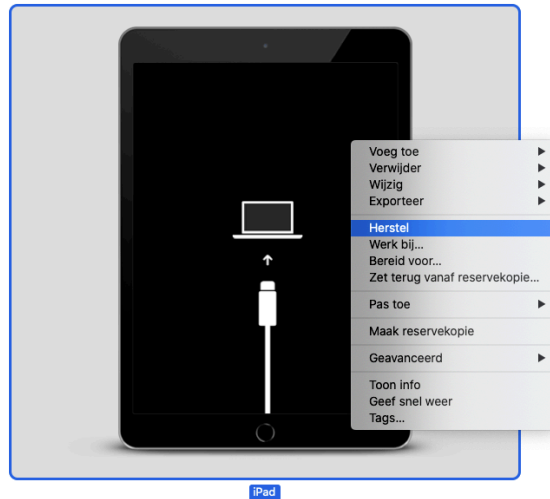 Voeg toe
Verwijder
Wijzig
Exporteer
Herstel
Werk bij...
Bereid voor...
Zet terug vanaf reservekopie...
Pas toe
Maak reservekopie
Geavanceerd
Toon info
Geef snel weer
Tags...
iPad